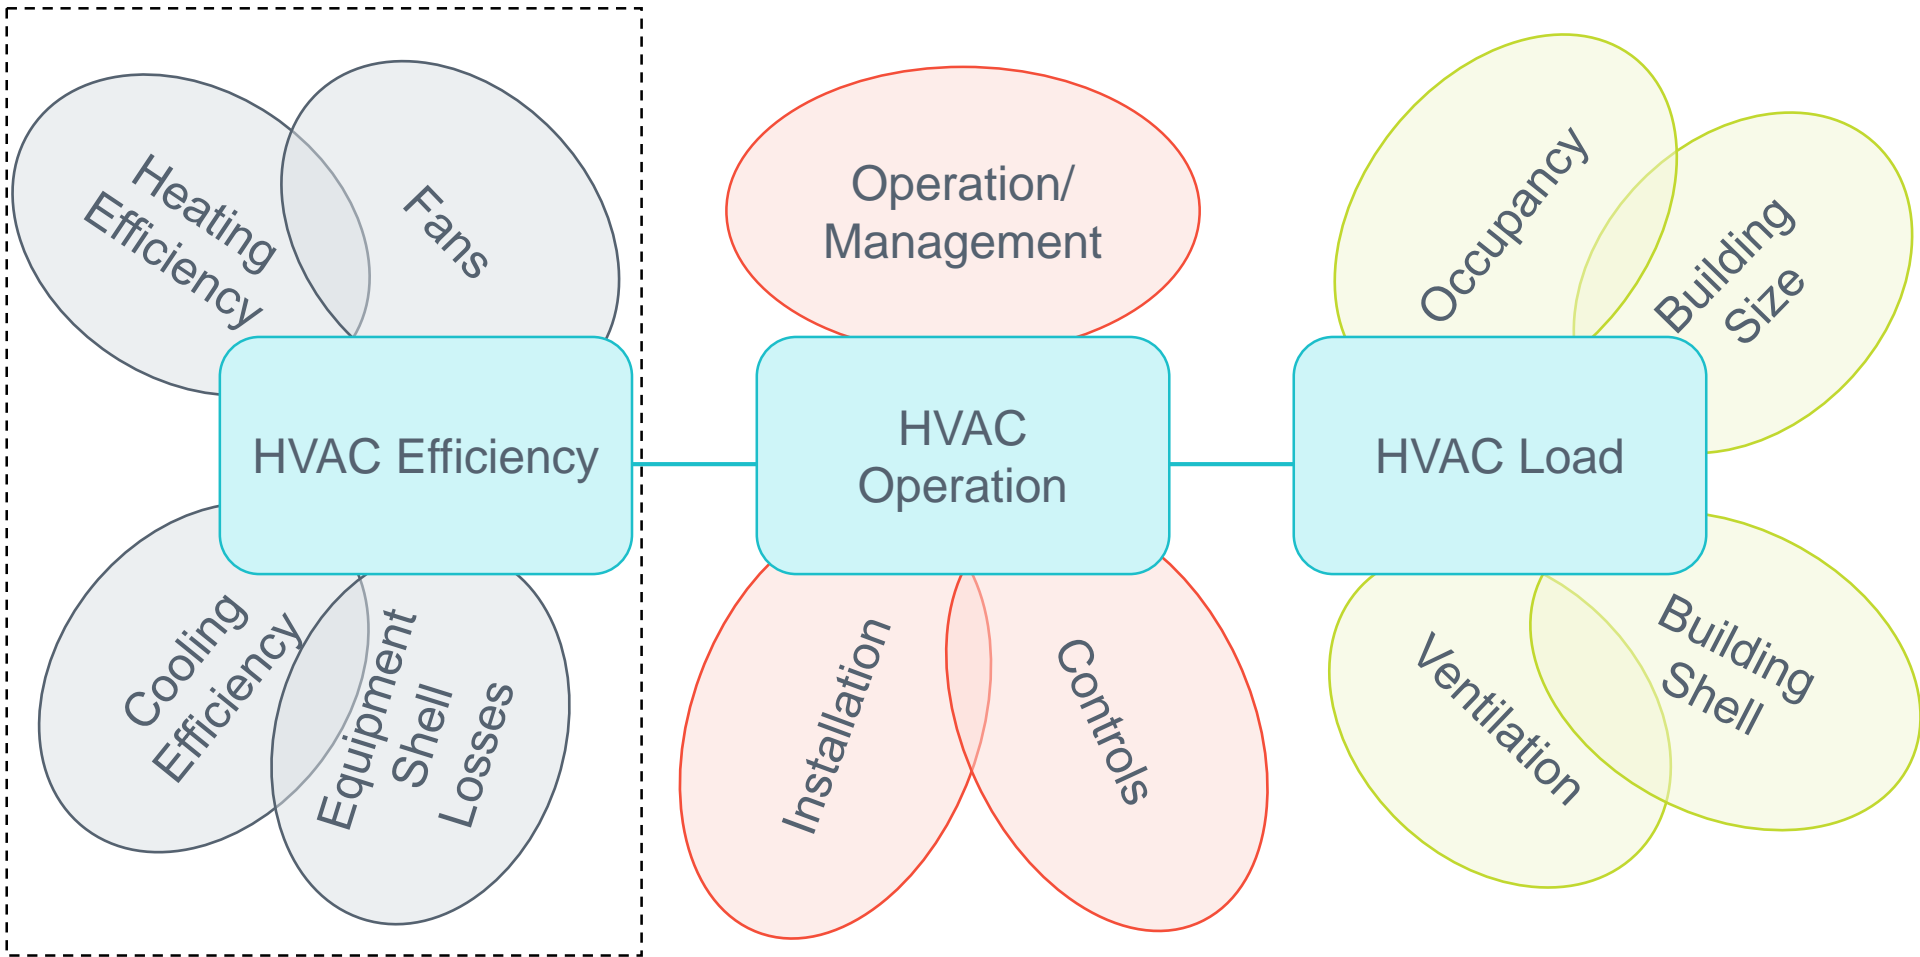 Heating
Efficiency
Fans
HVAC Efficiency
Cooling
Efficiency
Equipment
Shell
Losses
Operation/
Management
HVAC
Operation
Installation
Controls
Occupancy
Building
Size
HVAC Load
Ventilation
Building
Shell